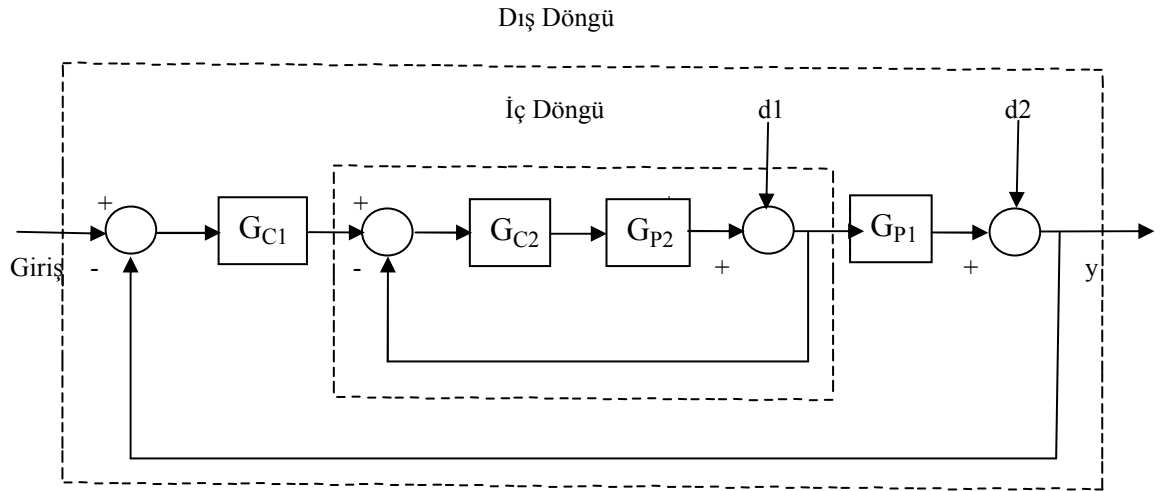 Dış Döngü
İç Döngü
d1
d2
+
G_C1
+
G_C2
G_P2
G_P1
Giriş
-
-
+
+
y